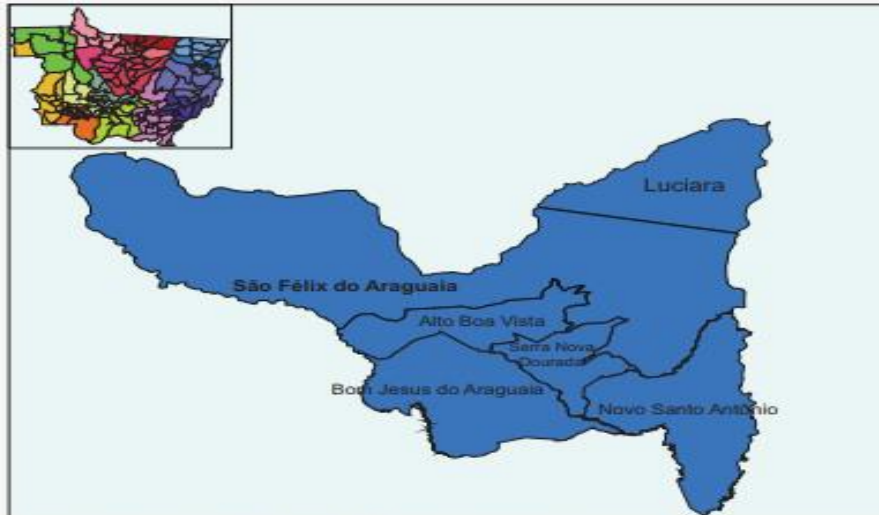 Luciara
São Félix do Araguaia
Alto Boa Vista
Serra Nova
Dourada
Bom Jesus do Araguaia
Novo Santo Antônio